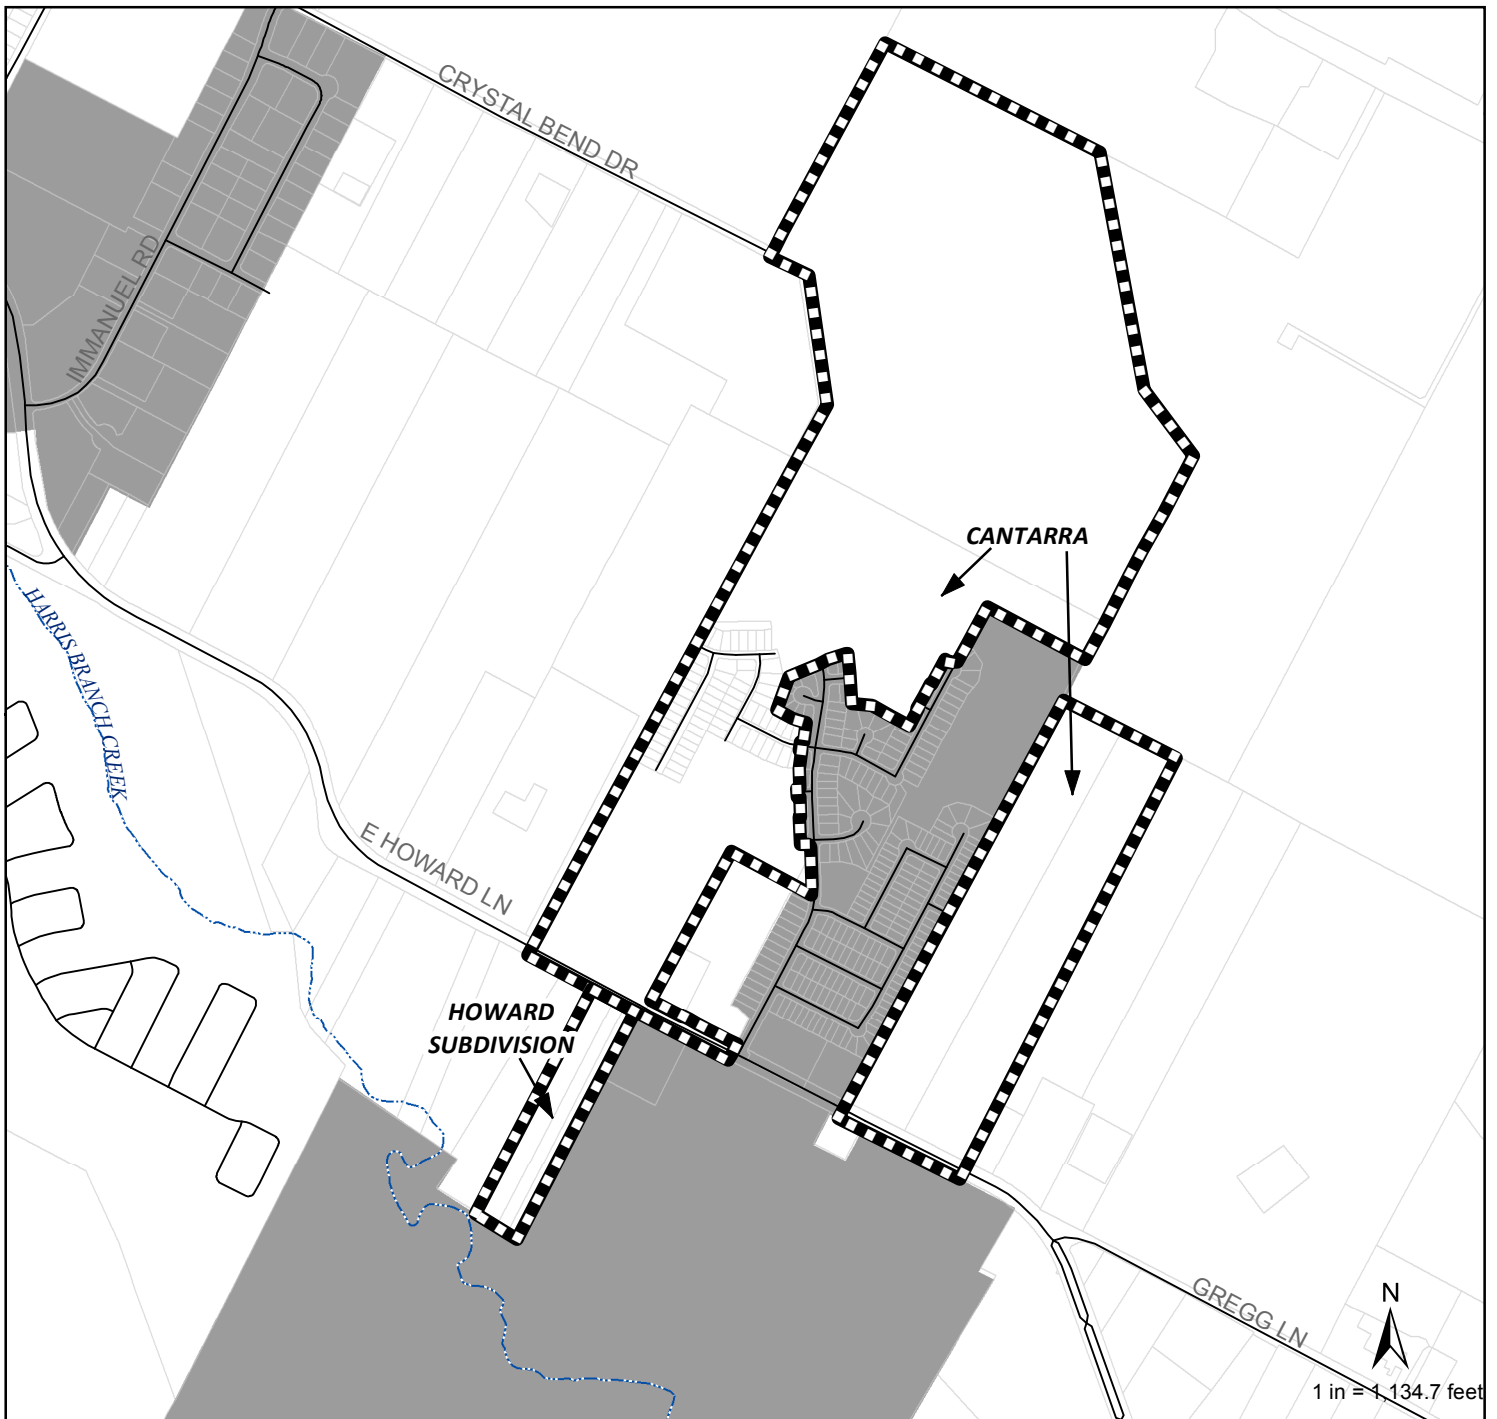 CRYSTAL BEND DR
IMMANUEL RD
CANTARRA
HARRIS BRANCH CREEK
E HOWARD LN
HOWARD
SUBDIVISION
GREGG LN
N
1 in = 1,134.7 feet